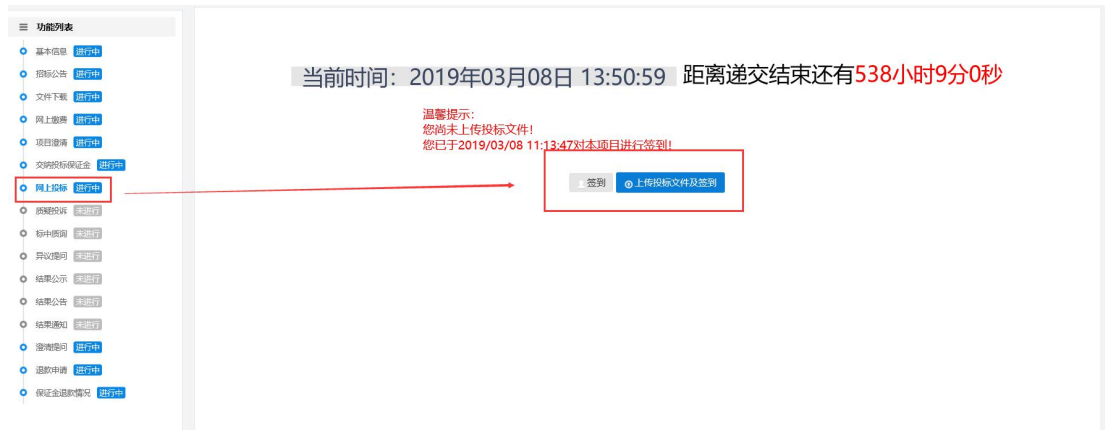 功能列表
基本信息 进行中
招标公告 进行中
文件下载 进行中
网上缴费 进行中
项目澄清 进行中
交纳投标保证金 进行中
网上投标 进行中
质疑投诉 未进行
标中质询 未进行
异议提问 未进行
结果公示 未进行
结果公告 未进行
结果通知 未进行
澄清提问 进行中
退款申请 进行中
保证金退款情况 进行中
当前时间：2019年03月08日 13:50:59 距离递交结束还有538小时9分0秒
温馨提示：
您尚未上传投标文件！
您已于2019/03/08 11:13:47对本项目进行签到！
签到 上传投标文件及签到